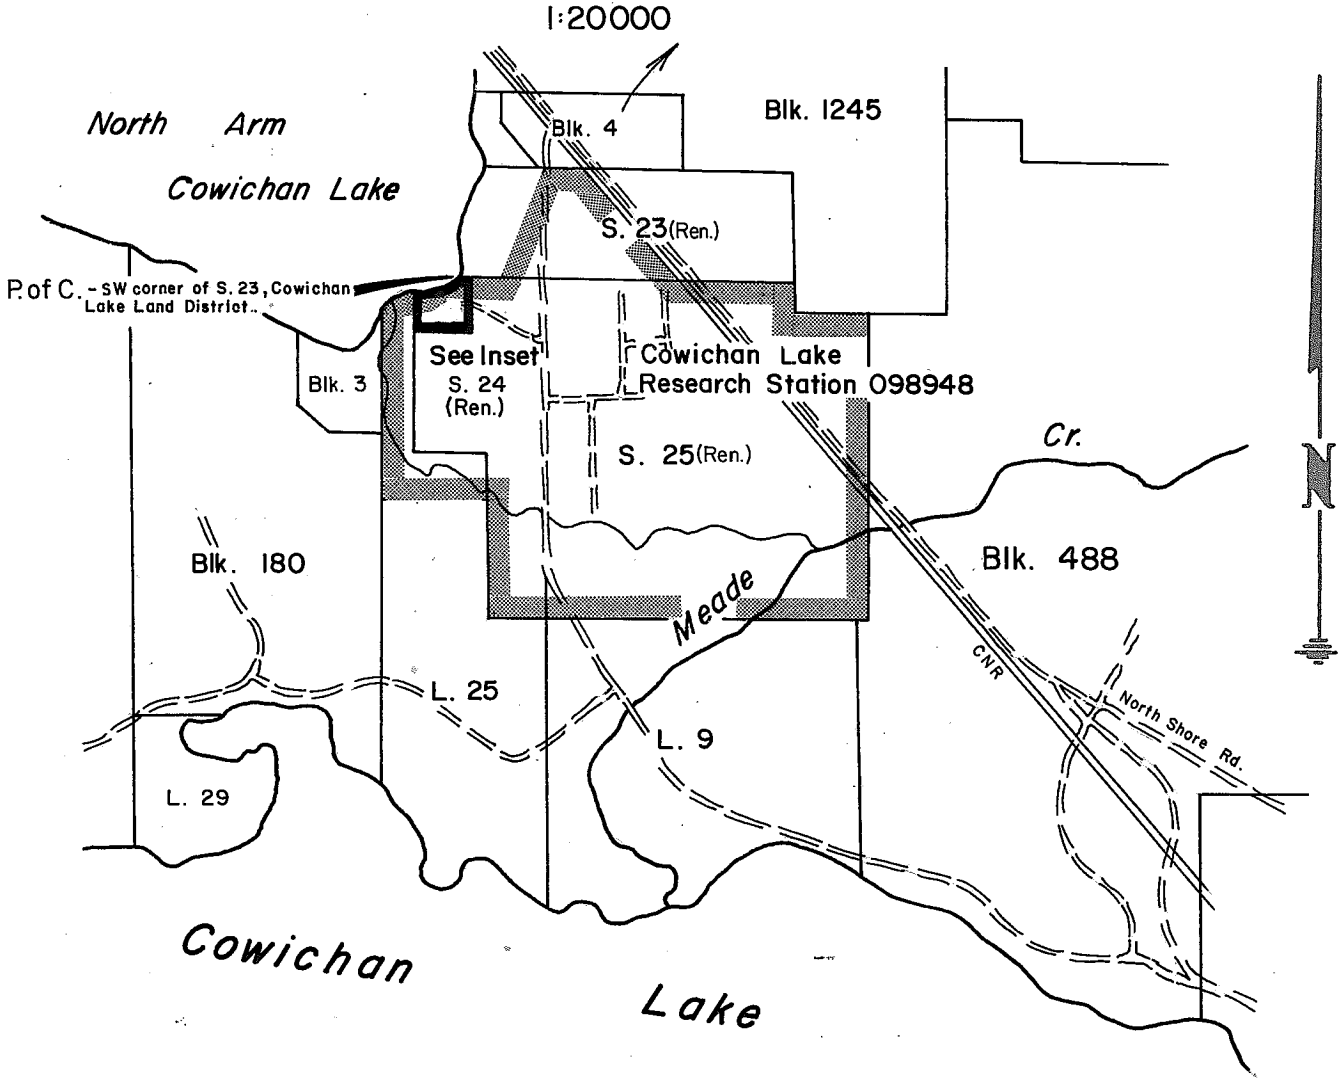 1:20000
North Arm
Cowichan Lake
Blk. 4
Blk. 1245
S. 23 (Ren.)
P. of C. - SW corner of S. 23, Cowichan
Lake Land District..
See Inset
S. 24
(Ren.)
Blk. 3
Cowichan Lake
Research Station 098948
S. 25 (Ren.)
Cr.
N
Blk. 180
Blk. 488
Meade
CNR
L. 25
North Shore Rd.
L. 9
L. 29
Cowichan
Lake